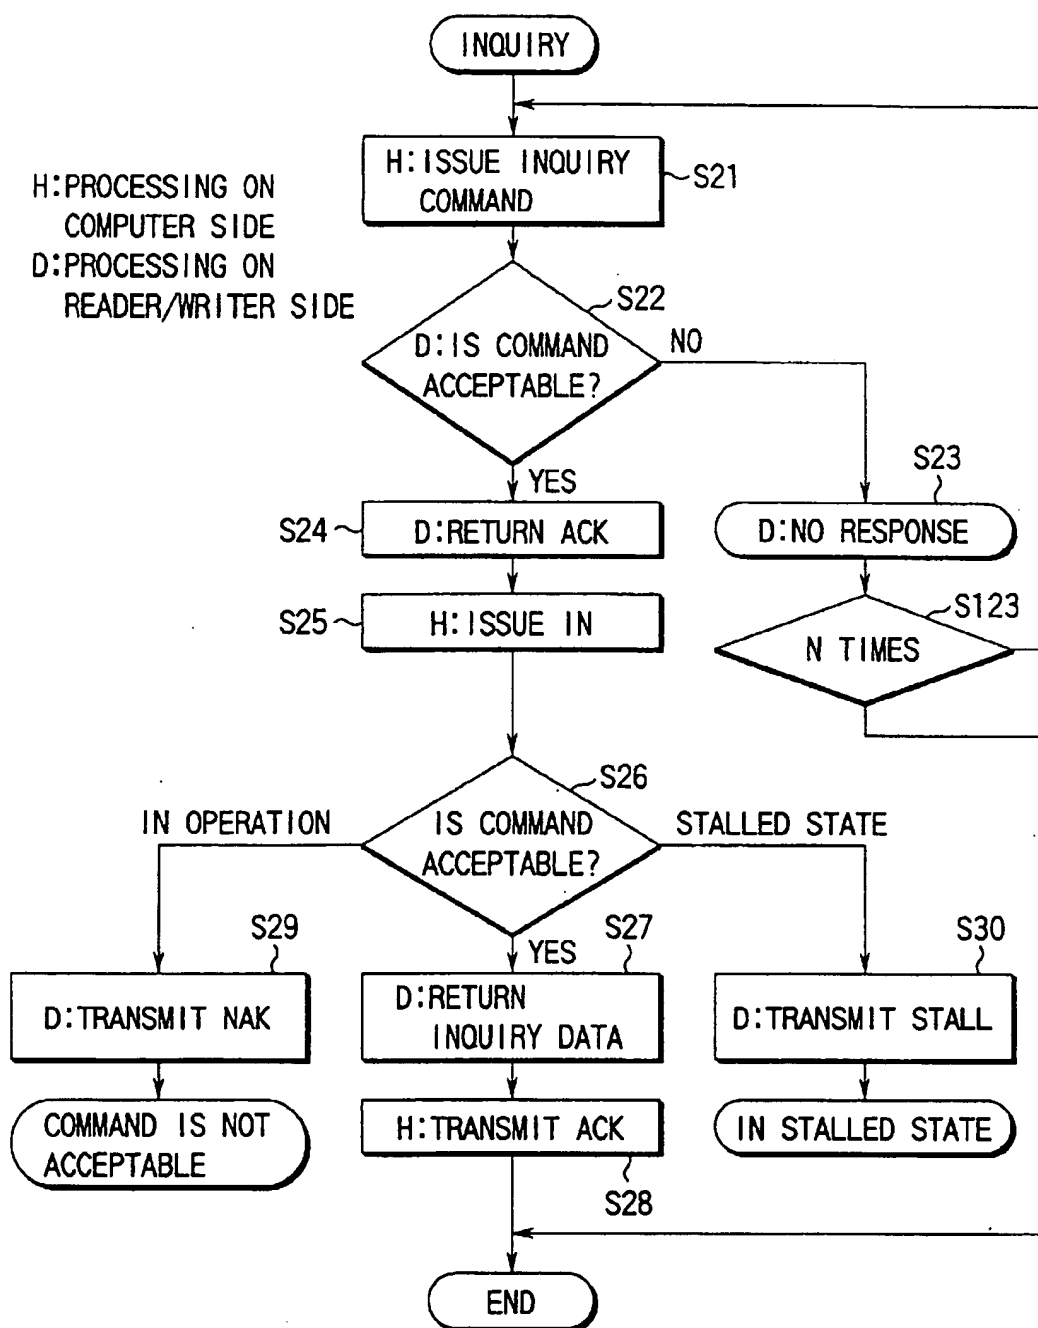 INQUIRY
H:ISSUE INQUIRY
COMMAND
S21
H:PROCESSING ON
COMPUTER SIDE
D:PROCESSING ON
READER/WRITER SIDE
S22
D:IS COMMAND
ACCEPTABLE?
NO
YES
S23
D:NO RESPONSE
S24
D:RETURN ACK
S25
H:ISSUE IN
S123
N TIMES
S26
IS COMMAND
ACCEPTABLE?
IN OPERATION
STALLED STATE
YES
S29
D:TRANSMIT NAK
S27
D:RETURN
INQUIRY DATA
S30
D:TRANSMIT STALL
COMMAND IS NOT
ACCEPTABLE
H:TRANSMIT ACK
S28
IN STALLED STATE
END